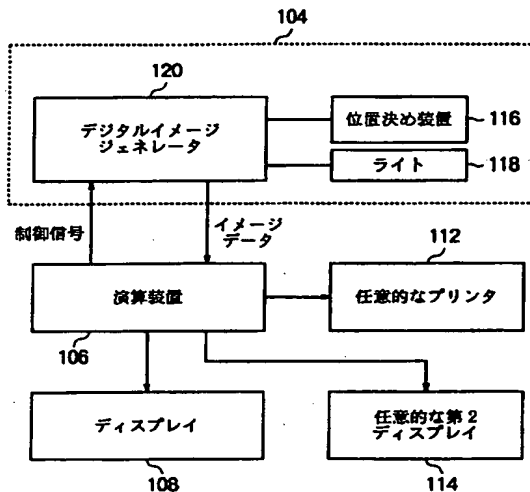 104
120
デジタルイメージ
ジェネレータ
位置決め装置
116
ライト
118
制御信号
イメージ
データ
112
演算装置
任意的なプリンタ
106
ディスプレイ
任意的な第2
ディスプレイ
108
114